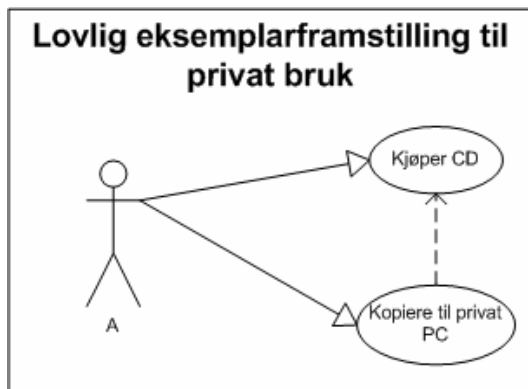 Lovlig eksemplarframstilling til
privat bruk
Kjøper CD
A
Kopiere til privat
PC